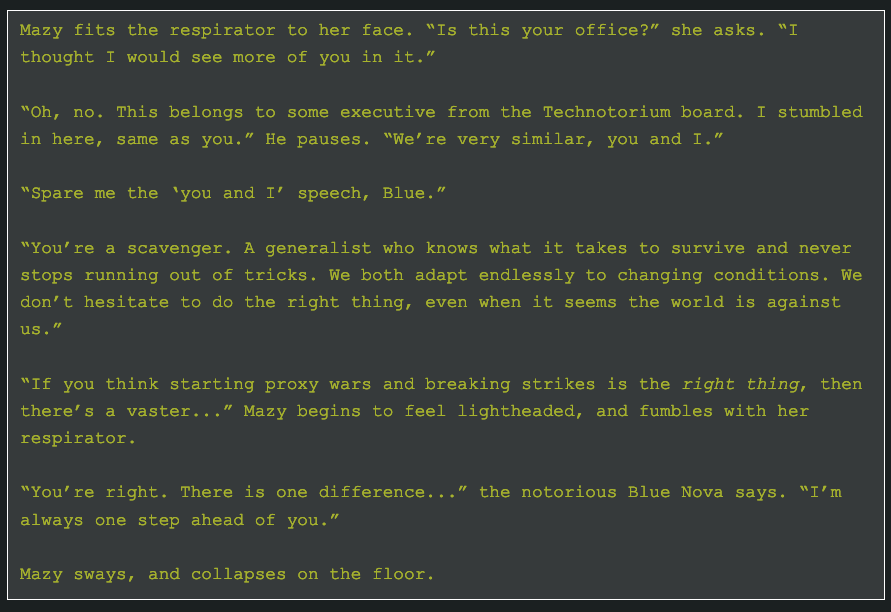 Mazy fits the respirator to her face. “Is this your office?” she asks. “I
thought I would see more of you in it.”
“Oh, no. This belongs to some executive from the Technotorium board. I stumbled
in here, same as you.” He pauses. “We’re very similar, you and I.”
“Spare me the ‘you and I’ speech, Blue.”
“You’re a scavenger. A generalist who knows what it takes to survive and never
stops running out of tricks. We both adapt endlessly to changing conditions. We
don’t hesitate to do the right thing, even when it seems the world is against
us.”
“If you think starting proxy wars and breaking strikes is the right thing, then
there’s a vaster...” Mazy begins to feel lightheaded, and fumbles with her
respirator.
“You’re right. There is one difference...” the notorious Blue Nova says. “I’m
always one step ahead of you.”
Mazy sways, and collapses on the floor.